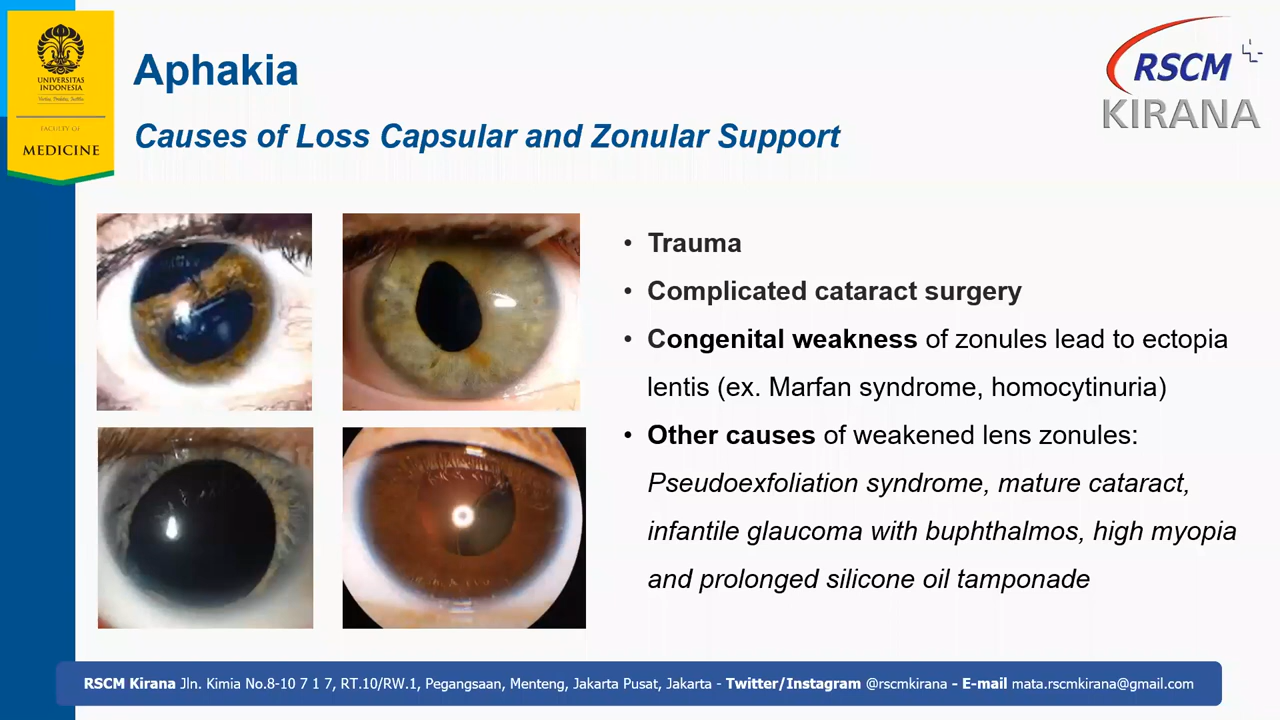 UNIVERSITAS
INDONESIA
Veritas, Probitas, Justitia
FACULTY OF
MEDICINE
Aphakia
Causes of Loss Capsular and Zonular Support
RSCM
KIRANA
• Trauma
• Complicated cataract surgery
• Congenital weakness of zonules lead to ectopia
lentis (ex. Marfan syndrome, homocytinuria)
• Other causes of weakened lens zonules:
Pseudoexfoliation syndrome, mature cataract,
infantile glaucoma with buphthalmos, high myopia
and prolonged silicone oil tamponade
RSCM Kirana Jln. Kimia No.8-10 7 1 7, RT.10/RW.1, Pegangsaan, Menteng, Jakarta Pusat, Jakarta - Twitter/Instagram @rscmkirana - E-mail mata.rscmkirana@gmail.com